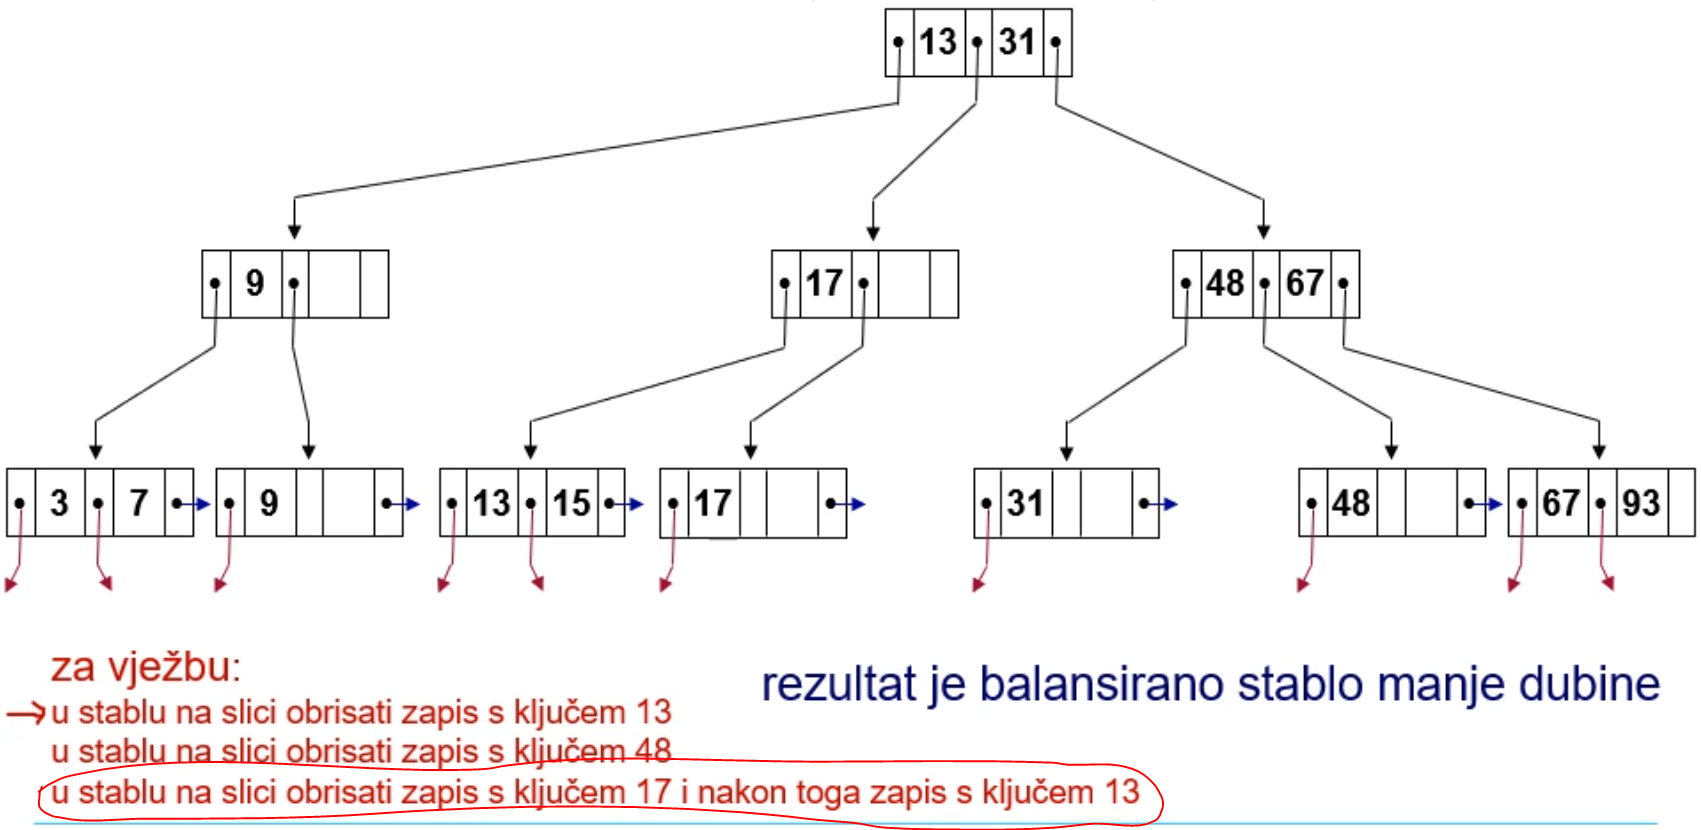 13 31
9 17 48 67
3 7 9 13 15 17 31 48 67 93
za vježbu:
rezultat je balansirano stablo manje dubine
u stablu na slici obrisati zapis s ključem 13
u stablu na slici obrisati zapis s ključem 48
u stablu na slici obrisati zapis s ključem 17 i nakon toga zapis s ključem 13